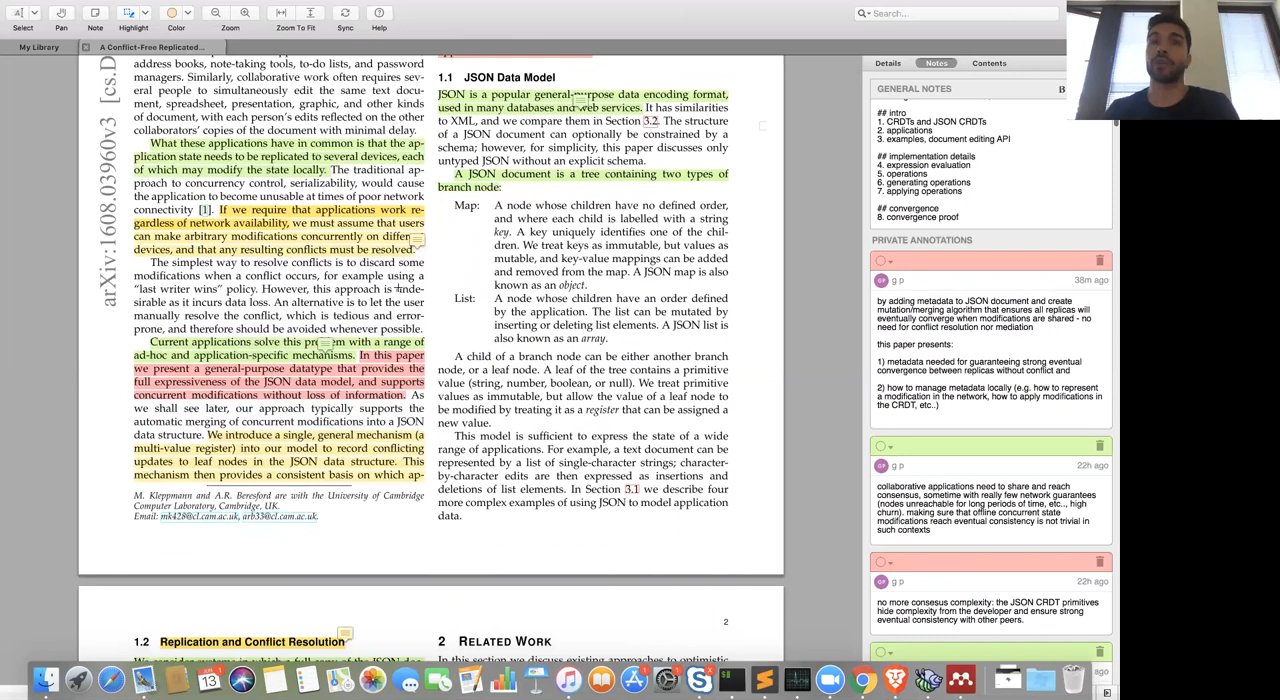 Select
Pan
Note
Highlight
Color
Zoom
Zoom To Fit
Sync
Help
Search...
My Library
A Conflict-Free Replicated...
arXiv:1608.03960v3 [cs.D
address books, note-taking tools, to-do lists, and password
managers. Similarly, collaborative work often requires sev-
eral people to simultaneously edit the same text docu-
ment, spreadsheet, presentation, graphic, and other kinds
of document, with each person's edits reflected on the other
collaborators' copies of the document with minimal delay.
What these applications have in common is that the ap-
plication state needs to be replicated to several devices, each
of which may modify the state locally. The traditional ap-
proach to concurrency control, serializability, would cause
the application to become unusable at times of poor network
connectivity [1]. If we require that applications work re-
gardless of network availability, we must assume that users
can make arbitrary modifications concurrently on differ
devices, and that any resulting conflicts must be resolved.
The simplest way to resolve conflicts is to discard some
modifications when a conflict occurs, for example using a
"last writer wins" policy. However, this approach is unde-
sirable as it incurs data loss. An alternative is to let the user
manually resolve the conflict, which is tedious and error-
prone, and therefore should be avoided whenever possible.
Current applications solve this problem with a range of
ad-hoc and application-specific mechanisms. In this paper
we present a general-purpose datatype that provides the
full expressiveness of the JSON data model, and supports
concurrent modifications without loss of information. As
we shall see later, our approach typically supports the
automatic merging of concurrent modifications into a JSON
data structure. We introduce a single, general mechanism (a
multi-value register) into our model to record conflicting
updates to leaf nodes in the JSON data structure. This
mechanism then provides a consistent basis on which ap-
M. Kleppmann and A.R. Beresford are with the University of Cambridge
Computer Laboratory, Cambridge, UK.
Email: mk428@cl.cam.ac.uk, arb33@cl.cam.ac.uk.
1.1 JSON Data Model
JSON is a popular general-purpose data encoding format,
used in many databases and web services. It has similarities
to XML, and we compare them in Section 3.2. The structure
of a JSON document can optionally be constrained by a
schema; however, for simplicity, this paper discusses only
untyped JSON without an explicit schema.
A JSON document is a tree containing two types of
branch node:
Map: A node whose children have no defined order,
and where each child is labelled with a string
key. A key uniquely identifies one of the chil-
dren. We treat keys as immutable, but values as
mutable, and key-value mappings can be added
and removed from the map. A JSON map is also
known as an object.
List: A node whose children have an order defined
by the application. The list can be mutated by
inserting or deleting list elements. A JSON list is
also known as an array.
A child of a branch node can be either another branch
node, or a leaf node. A leaf of the tree contains a primitive
value (string, number, boolean, or null). We treat primitive
values as immutable, but allow the value of a leaf node to
be modified by treating it as a register that can be assigned a
new value.
This model is sufficient to express the state of a wide
range of applications. For example, a text document can be
represented by a list of single-character strings; character-
by-character edits are then expressed as insertions and
deletions of list elements. In Section 3.1 we describe four
more complex examples of using JSON to model application
data.
2
1.2 Replication and Conflict Resolution
2 RELATED WORK
In this section we discuss existing approaches to optimistic
Details
Notes
Contents
GENERAL NOTES
B
## intro
1. CRDTs and JSON CRDTs
2. applications
3. examples, document editing API
## implementation details
4. expression evaluation
5. operations
6. generating operations
7. applying operations
## convergence
8. convergence proof
PRIVATE ANNOTATIONS
g p
38m ago
by adding metadata to JSON document and create
mutation/merging algorithm that ensures all replicas will
eventually converge when modifications are shared - no
need for conflict resolution nor mediation
this paper presents:
1) metadata needed for guaranteeing strong eventual
convergence between replicas without conflict and
2) how to manage metadata locally (e.g. how to represent
a modification in the network, how to apply modifications in
the CRDT, etc..)
g p
22h ago
collaborative applications need to share and reach
consensus, sometime with really few network guarantees
(nodes unreachable for long periods of time, etc.., high
churn). making sure that offline concurrent state
modifications reach eventual consistency is not trivial in
such contexts
g p
22h ago
no more consesus complexity: the JSON CRDT primitives
hide complexity from the developer and ensure strong
eventual consistency with other peers.
ago
13